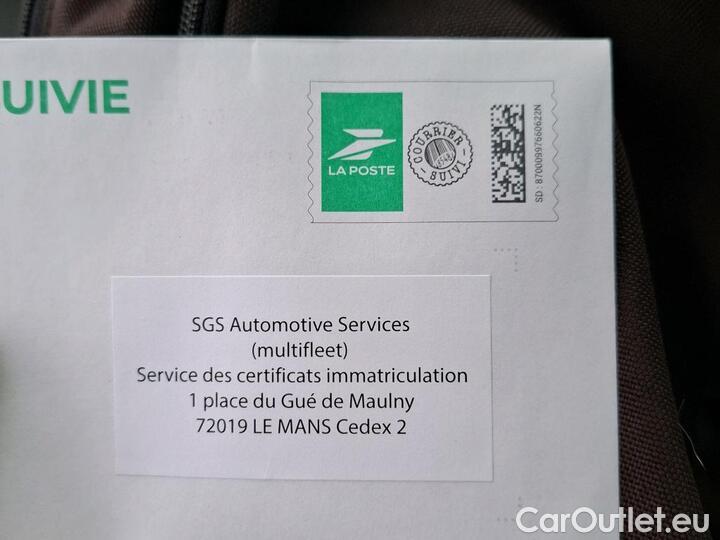 UIVIE
LA POSTE
COURRIER
SUIVI
SD : 87000997660622N
SGS Automotive Services
(multifleet)
Service des certificats immatriculation
1 place du Gué de Maulny
72019 LE MANS Cedex 2
CarOutlet.eu